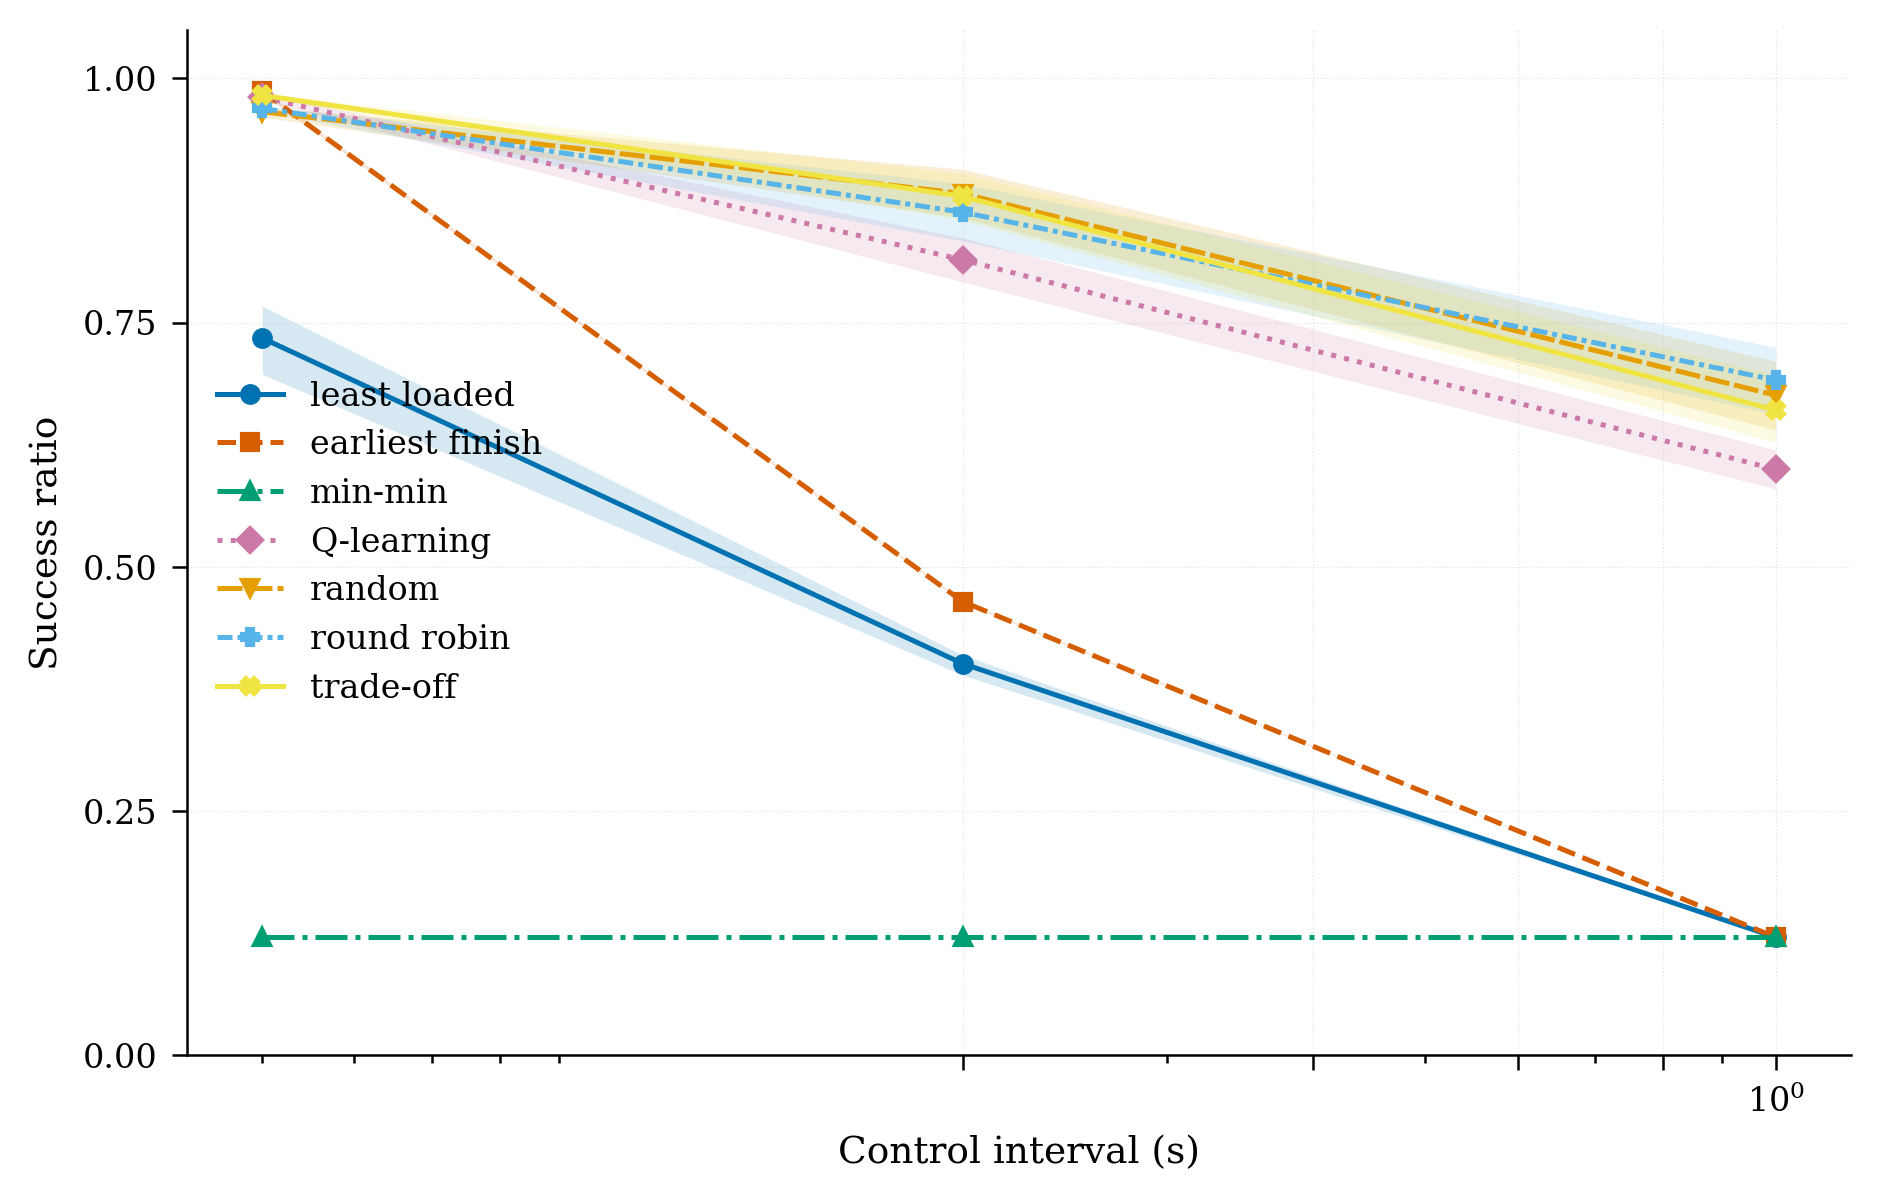 1.00
0.75
0.50
0.25
0.00
Success ratio
least loaded
earliest finish
min-min
Q-learning
random
round robin
trade-off
10⁰
Control interval (s)